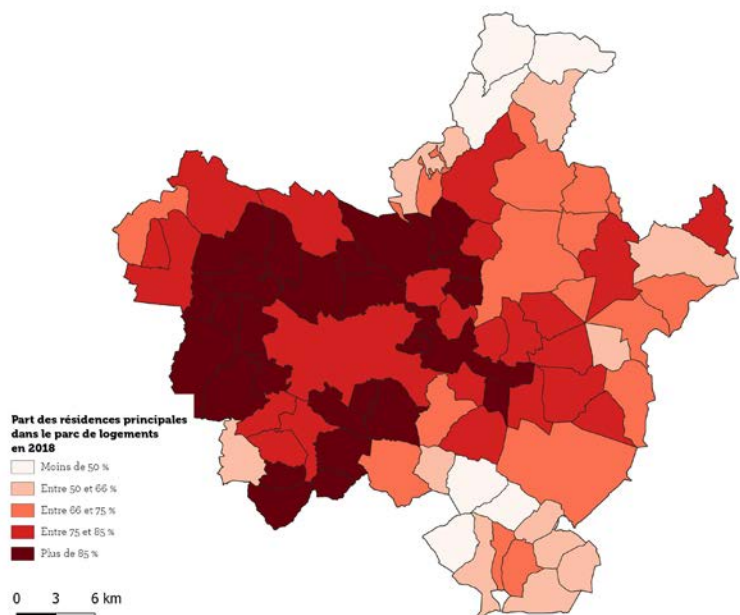 Part des résidences principales
dans le parc de logements
en 2018
Moins de 50 %
Entre 50 et 66 %
Entre 66 et 75 %
Entre 75 et 85 %
Plus de 85 %
0 3 6 km